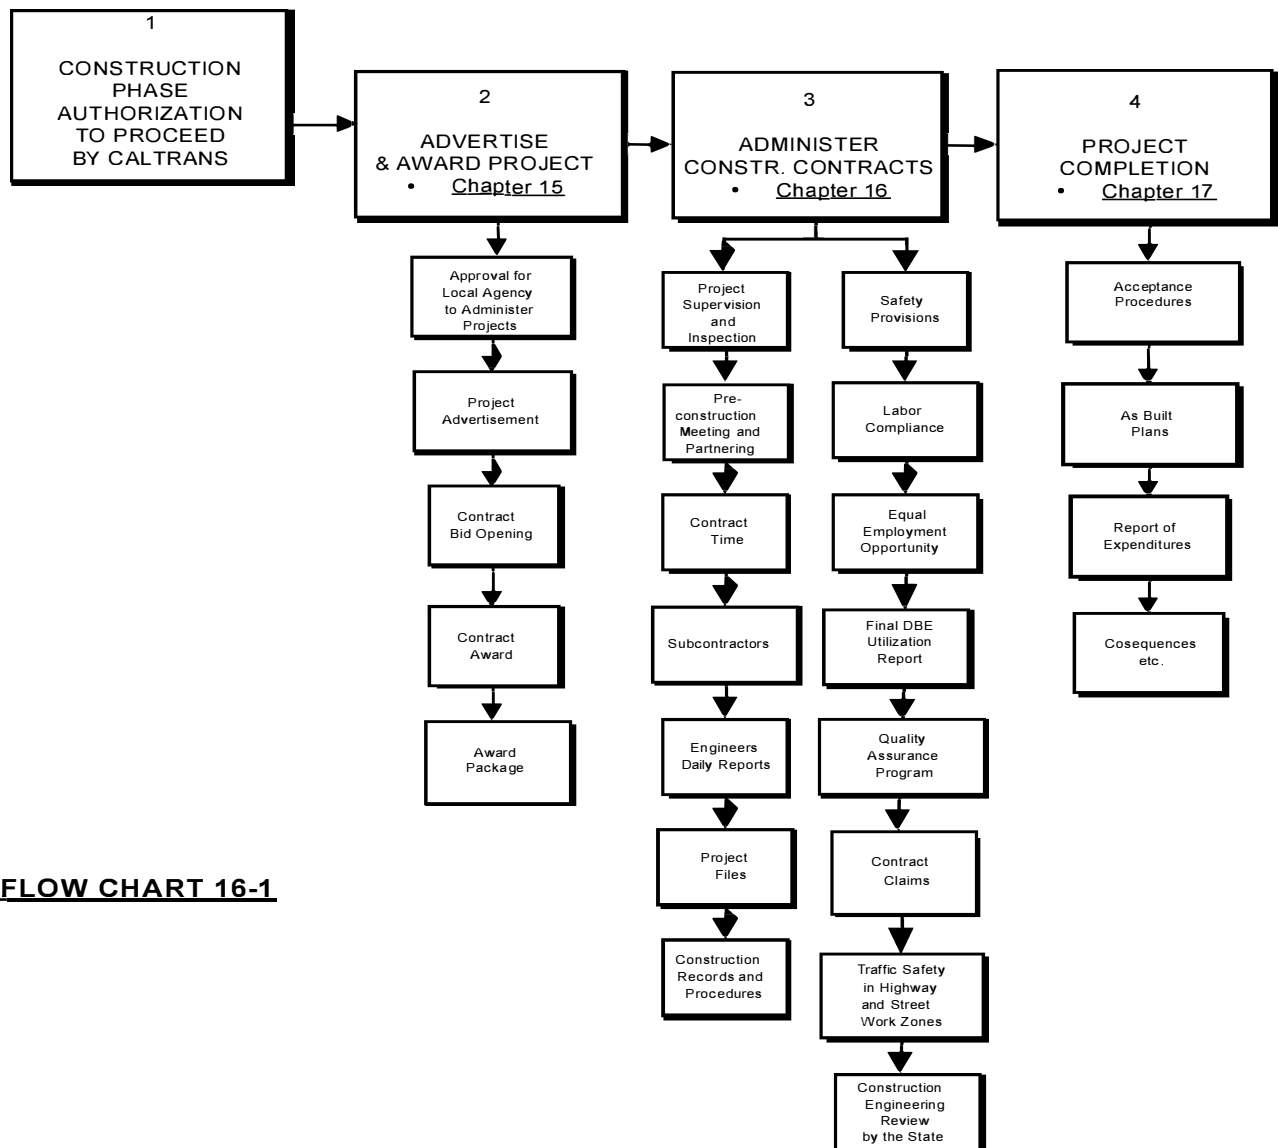 1
CONSTRUCTION
PHASE
AUTHORIZATION
TO PROCEED
BY CALTRANS
2
ADVERTISE
& AWARD PROJECT
• Chapter 15
3
ADMINISTER
CONSTR. CONTRACTS
• Chapter 16
4
PROJECT
COMPLETION
• Chapter 17
Approval for
Local Agency
to Administer
Projects
Project
Advertisement
Contract
Bid Opening
Contract
Award
Award
Package
Project
Supervision
and
Inspection
Pre-
construction
Meeting and
Partnering
Contract
Time
Subcontractors
Engineers
Daily Reports
Project
Files
Construction
Records and
Procedures
Safety
Provisions
Labor
Compliance
Equal
Employment
Opportunity
Final DBE
Utilization
Report
Quality
Assurance
Program
Contract
Claims
Traffic Safety
in Highway
and Street
Work Zones
Construction
Engineering
Review
by the State
Acceptance
Procedures
As Built
Plans
Report of
Expenditures
Cosequences
etc.
FLOW CHART 16-1